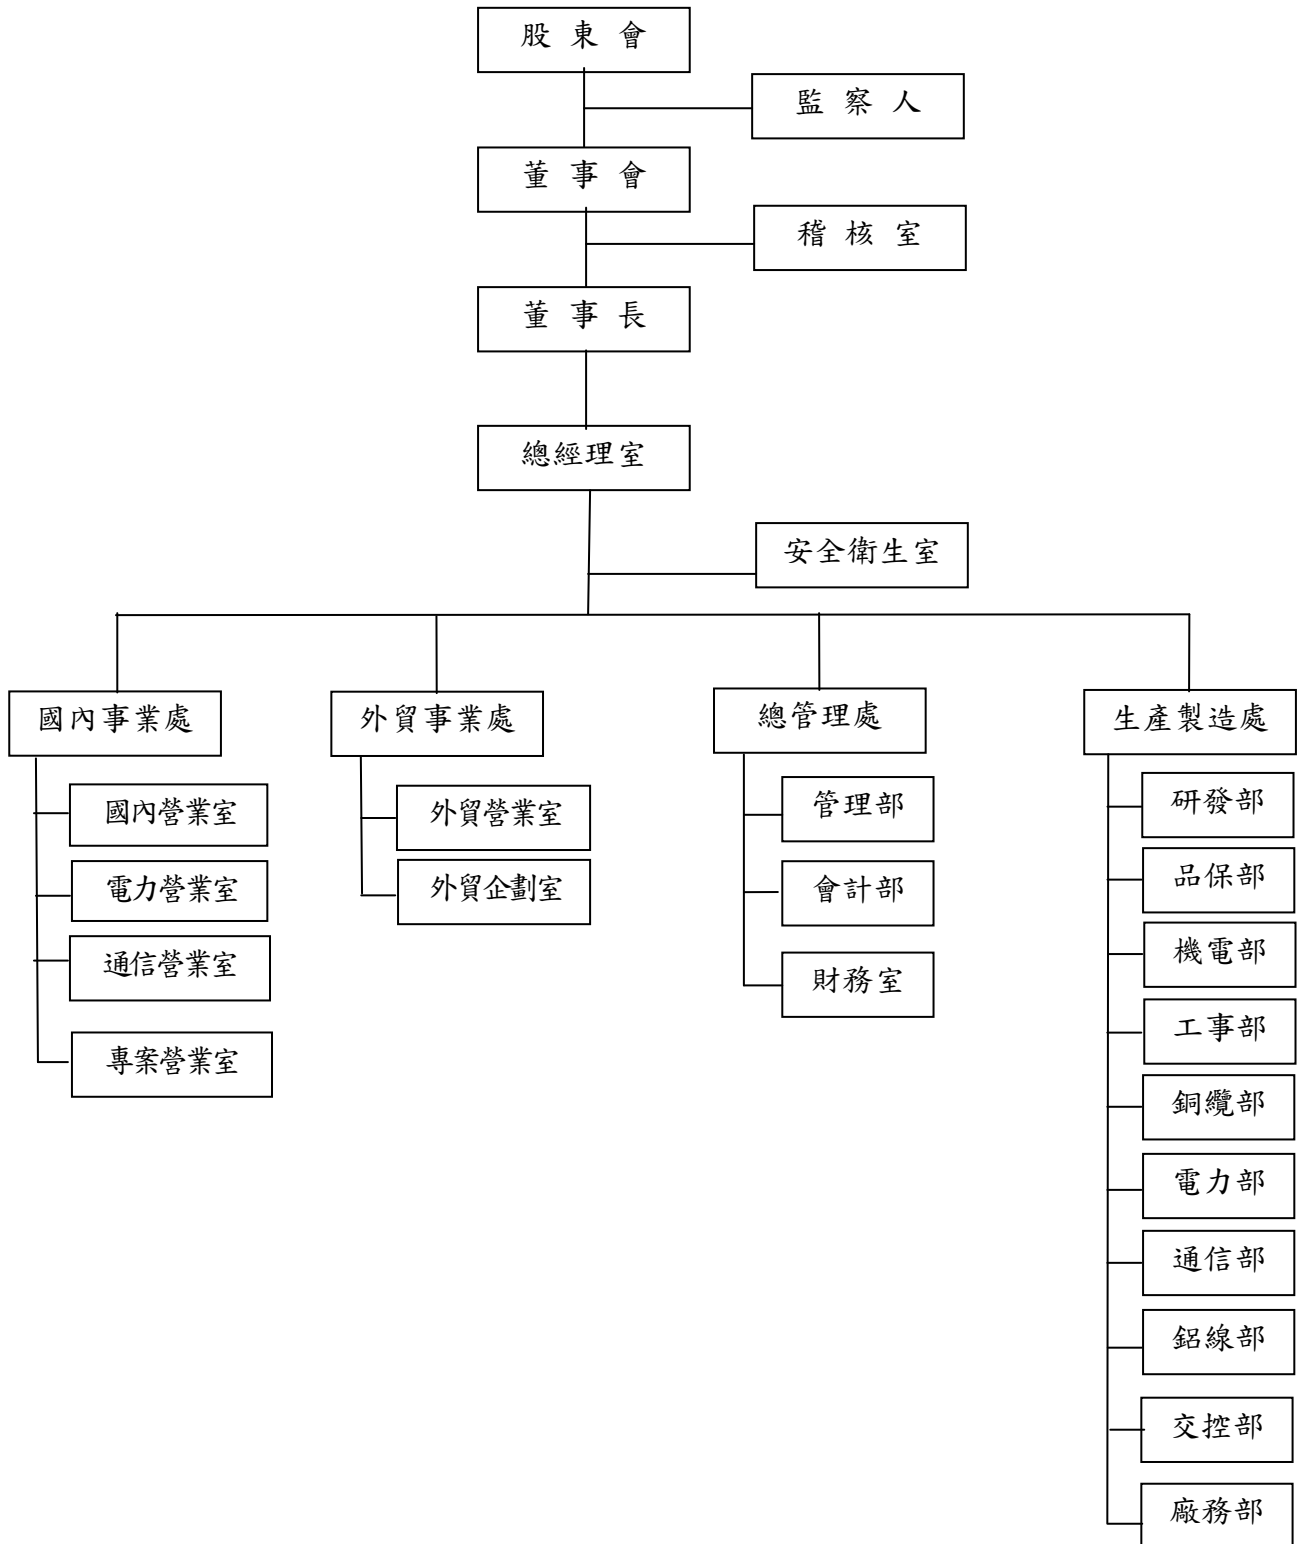 股東會
監察人
董事會
稽核室
董事長
總經理室
安全衛生室
國內事業處
國內營業室
電力營業室
通信營業室
專案營業室
外貿事業處
外貿營業室
外貿企劃室
總管理處
管理部
會計部
財務室
生產製造處
研發部
品保部
機電部
工事部
銅纜部
電力部
通信部
鋁線部
交控部
廠務部